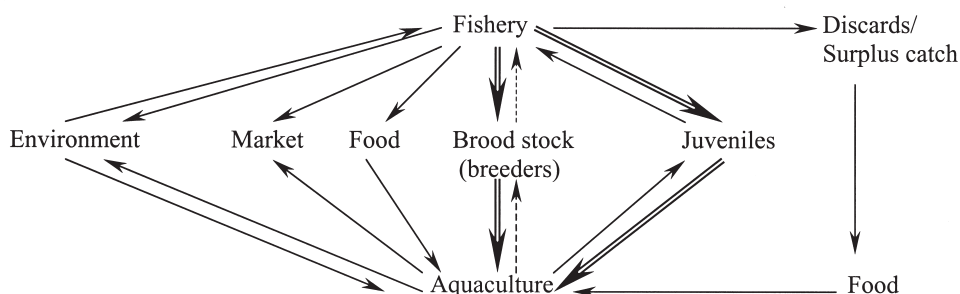 Fishery
Discards/
Surplus catch
Environment
Market
Food
Brood stock
(breeders)
Juveniles
Aquaculture
Food